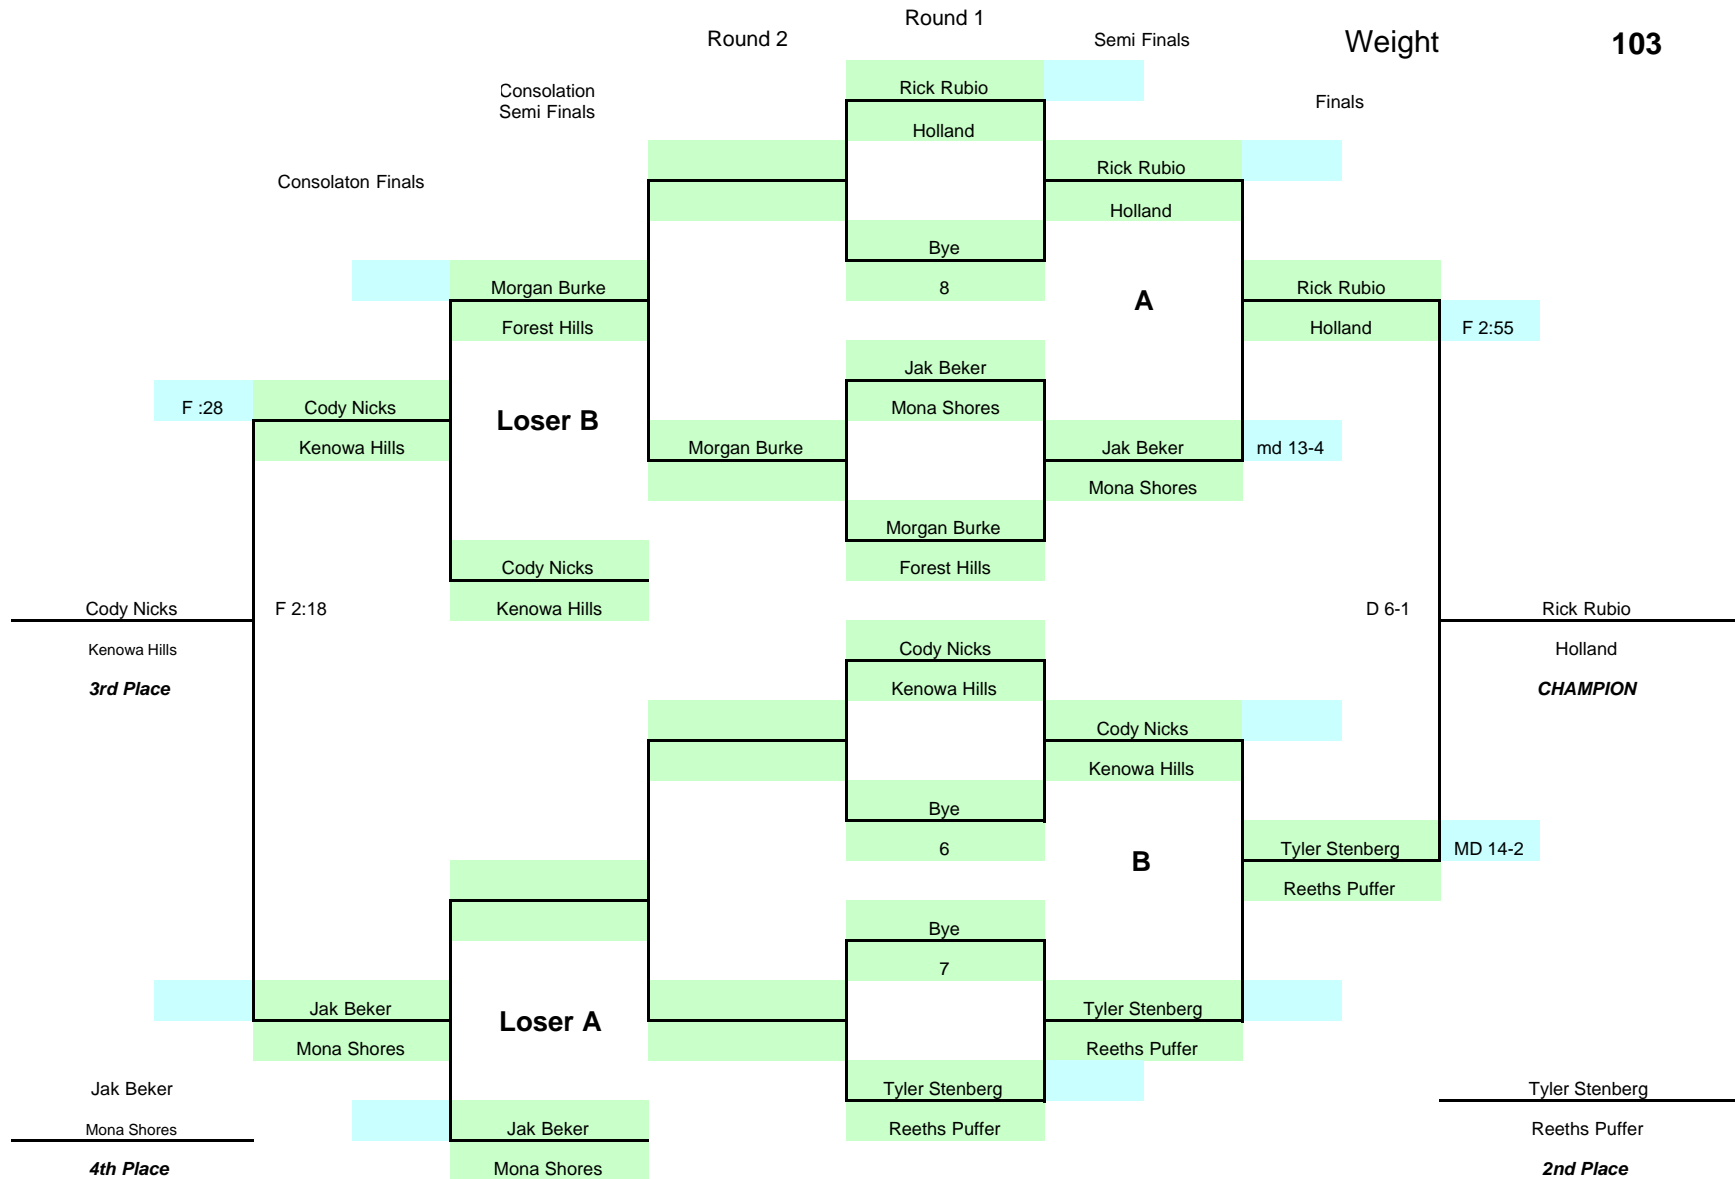 Round 1
Round 2
Semi Finals
Weight
103
Consolation
Semi Finals
Rick Rubio
Finals
Holland
Consolaton Finals
Rick Rubio
Holland
Bye
Morgan Burke
8
A
Rick Rubio
Forest Hills
Holland
F 2:55
Jak Beker
F :28
Cody Nicks
Loser B
Mona Shores
Kenowa Hills
Morgan Burke
Jak Beker
md 13-4
Mona Shores
Morgan Burke
Cody Nicks
Forest Hills
Cody Nicks
F 2:18
Kenowa Hills
D 6-1
Rick Rubio
Kenowa Hills
Cody Nicks
Holland
3rd Place
Kenowa Hills
CHAMPION
Cody Nicks
Kenowa Hills
Bye
6
B
Tyler Stenberg
MD 14-2
Reeths Puffer
Bye
7
Jak Beker
Loser A
Tyler Stenberg
Mona Shores
Reeths Puffer
Jak Beker
Tyler Stenberg
Tyler Stenberg
Mona Shores
Jak Beker
Reeths Puffer
Reeths Puffer
4th Place
Mona Shores
2nd Place